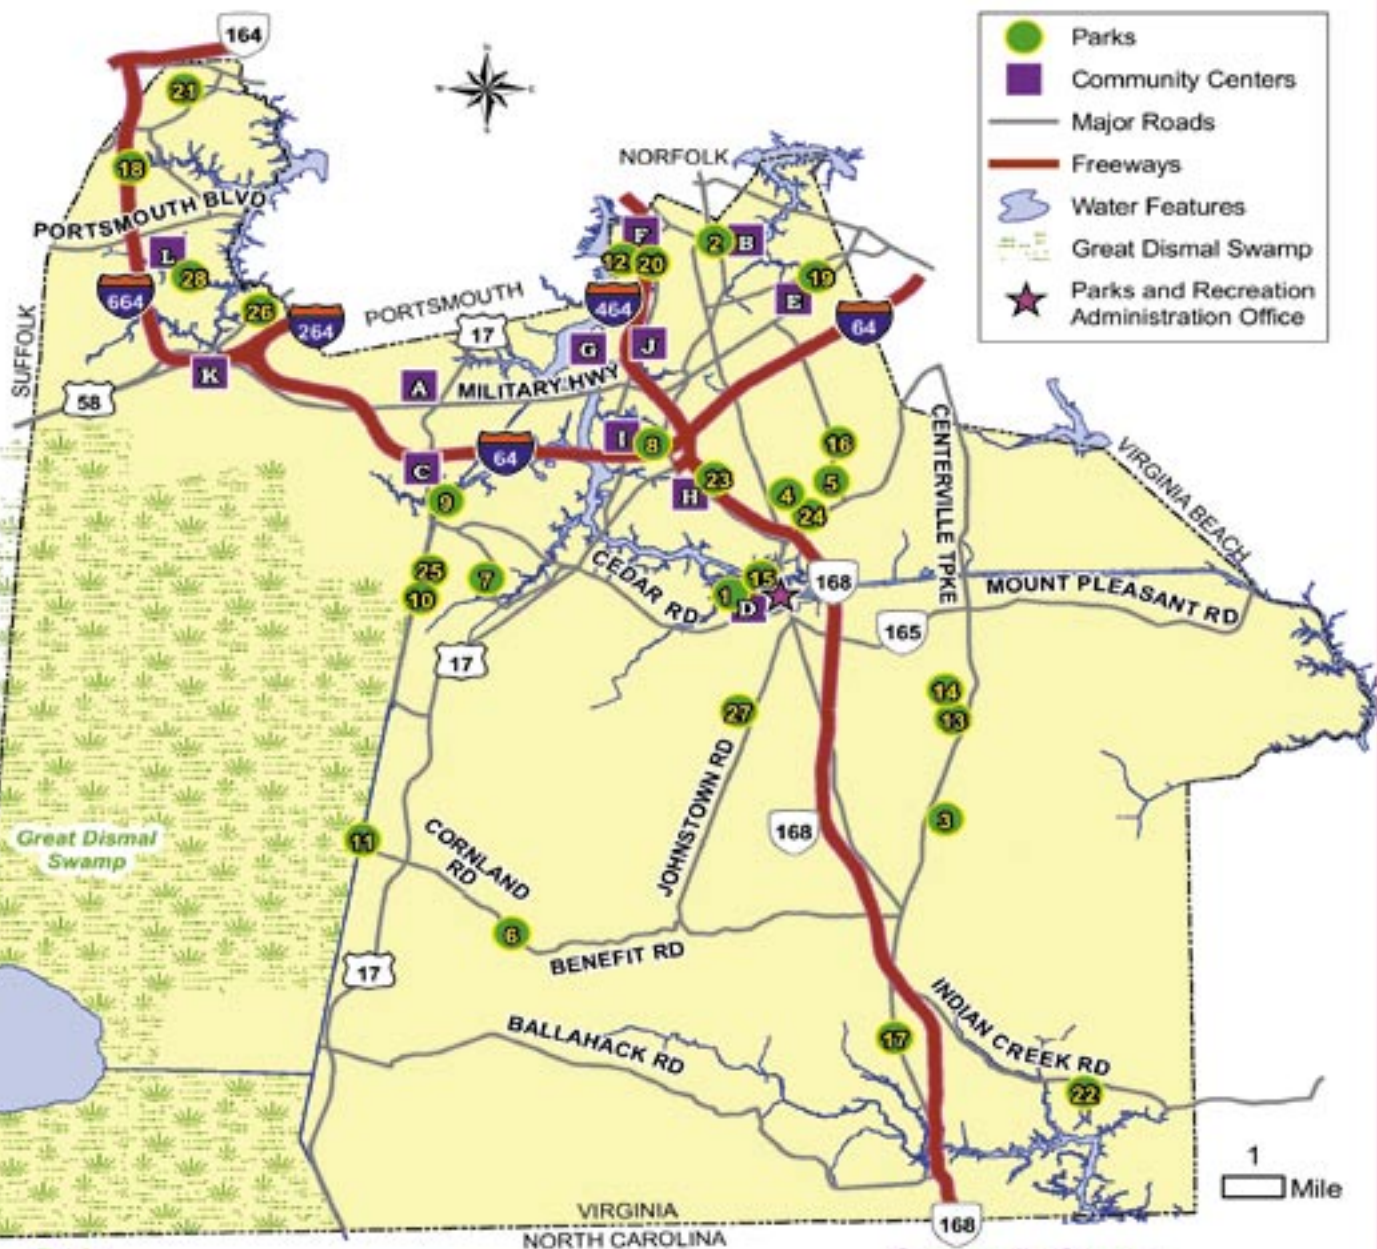 164
21
18
PORTSMOUTH BLVD
L
28
664
26
264
SUFFOLK
K
58
PORTSMOUTH
17
A
MILITARY HWY
NORFOLK
F
12
20
2
B
19
E
464
64
G
J
C
64
I
8
9
H
23
16
5
4
24
25
10
7
CEDAR RD
15
1
D
168
165
CENTERVILLE TPKE
VIRGINIA BEACH
MOUNT PLEASANT RD
17
14
13
27
JOHNSTOWN RD
168
3
Great Dismal
Swamp
11
CORNLAND
RD
6
BENEFIT RD
17
BALLAHACK RD
INDIAN CREEK RD
17
22
VIRGINIA
NORTH CAROLINA
168
1
Mile
N
W
E
S
Parks
Community Centers
Major Roads
Freeways
Water Features
Great Dismal Swamp
Parks and Recreation
Administration Office